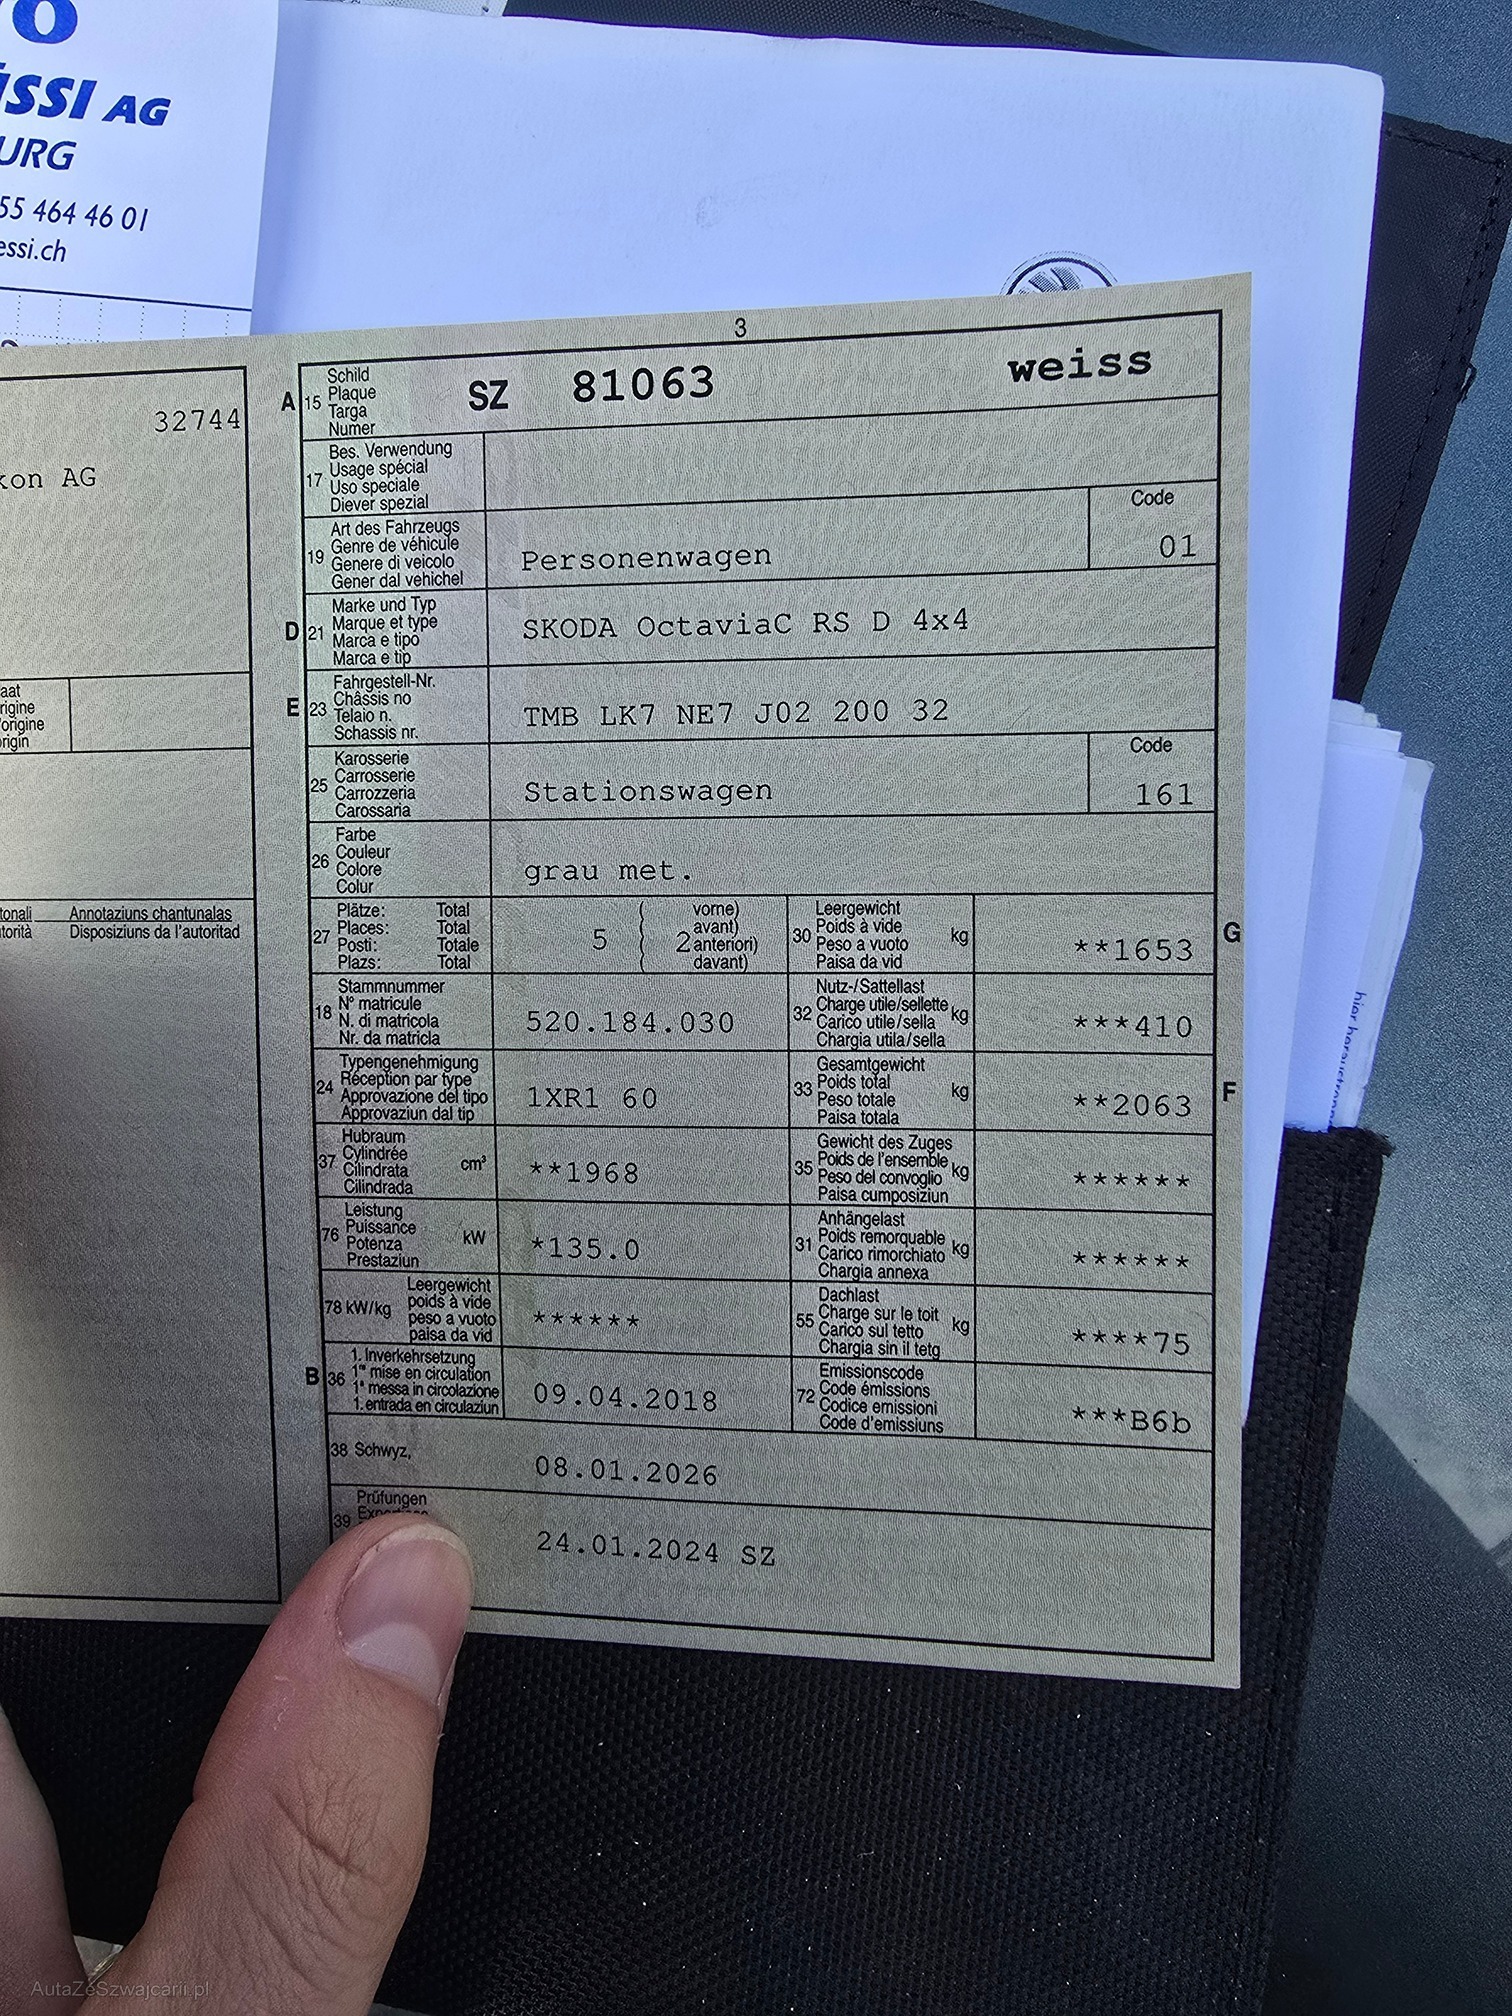 O
SSI AG
URG
55 464 46 01
essi.ch
32744
kon AG
aat
rigine
'origine
origin
tonali Annotaziuns chantunalas
torità Disposiziuns da l'autoritad
3
A 15 Schild
Plaque
Targa
Numer
SZ 81063 weiss
17 Bes. Verwendung
Usage spécial
Uso speciale
Diever spezial
19 Art des Fahrzeugs
Genre de véhicule
Genere di veicolo
Gener dal vehichel
Personenwagen
Code
01
D 21 Marke und Typ
Marque et type
Marca e tipo
Marca e tip
SKODA OctaviaC RS D 4x4
E 23 Fahrgestell-Nr.
Châssis no
Telaio n.
Schassis nr.
TMB LK7 NE7 J02 200 32
25 Karosserie
Carrosserie
Carrozzeria
Carossaria
Stationswagen
Code
161
26 Farbe
Couleur
Colore
Colur
grau met.
27 Plätze: Total
Places: Total
Posti: Totale
Plazs: Total
5 ( 2 vorne)
( avant)
( anteriori)
( davant)
30 Leergewicht
Poids à vide
Peso a vuoto
Paisa da vid
kg
**1653
G
18 Stammnummer
N° matricule
N. di matricola
Nr. da matricla
520.184.030
32 Nutz-/Sattellast
Charge utile/sellette
Carico utile/sella
Chargia utila/sella
kg
***410
24 Typengenehmigung
Réception par type
Approvazione del tipo
Approvaziun dal tip
1XR1 60
33 Gesamtgewicht
Poids total
Peso totale
Paisa totala
kg
**2063
F
37 Hubraum
Cylindrée
Cilindrata
Cilindrada
cm³
**1968
35 Gewicht des Zuges
Poids de l'ensemble
Peso del convoglio
Paisa cumposiziun
kg
******
76 Leistung
Puissance
Potenza
Prestaziun
kW
*135.0
31 Anhängelast
Poids remorquable
Carico rimorchiato
Chargia annexa
kg
******
78 kW/kg Leergewicht
poids à vide
peso a vuoto
paisa da vid
******
55 Dachlast
Charge sur le toit
Carico sul tetto
Chargia sin il tetg
kg
****75
B 36 1. Inverkehrsetzung
1re mise en circulation
1a messa in circolazione
1. entrada en circulaziun
09.04.2018
72 Emissionscode
Code émissions
Codice emissioni
Code d'emissiuns
***B6b
38 Schwyz,
08.01.2026
39 Prüfungen
24.01.2024 SZ
AutaZeSzwajcarii.pl